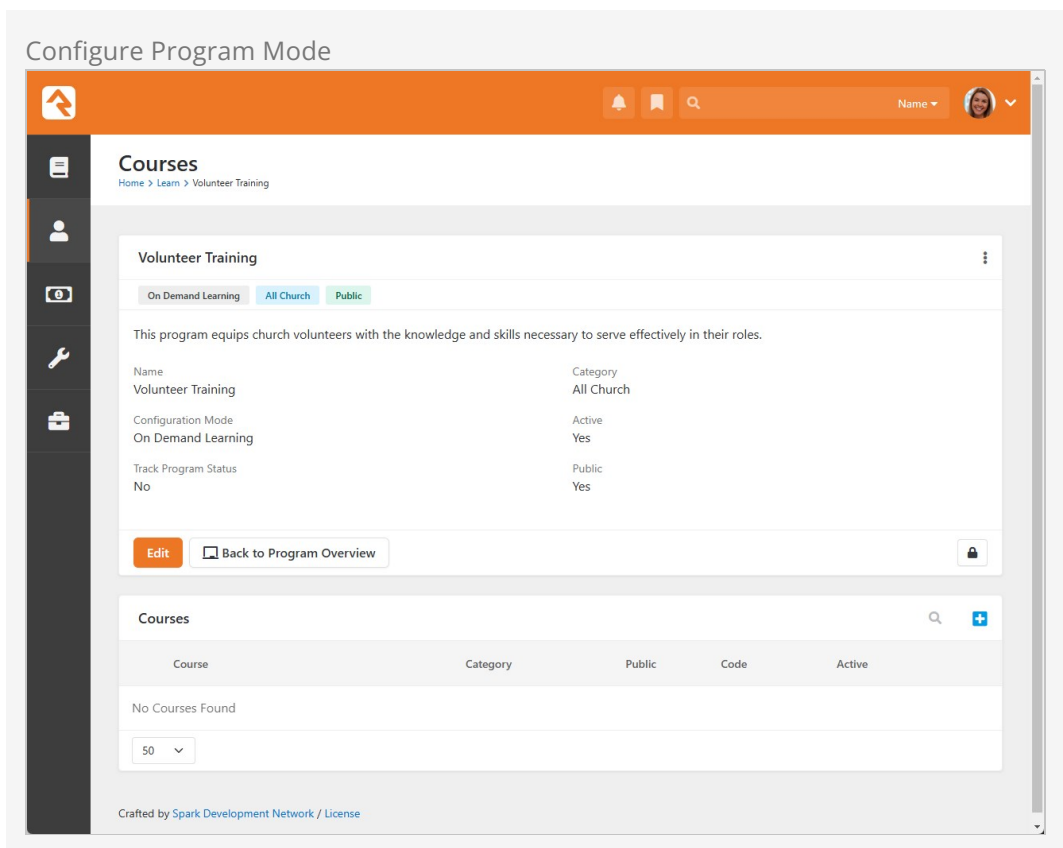 Configure Program Mode
Name
Courses
Home > Learn > Volunteer Training
Volunteer Training
On Demand Learning All Church Public
This program equips church volunteers with the knowledge and skills necessary to serve effectively in their roles.
Name Category
Volunteer Training All Church
Configuration Mode Active
On Demand Learning Yes
Track Program Status Public
No Yes
Edit Back to Program Overview
Courses
Course Category Public Code Active
No Courses Found
50
Crafted by Spark Development Network / License